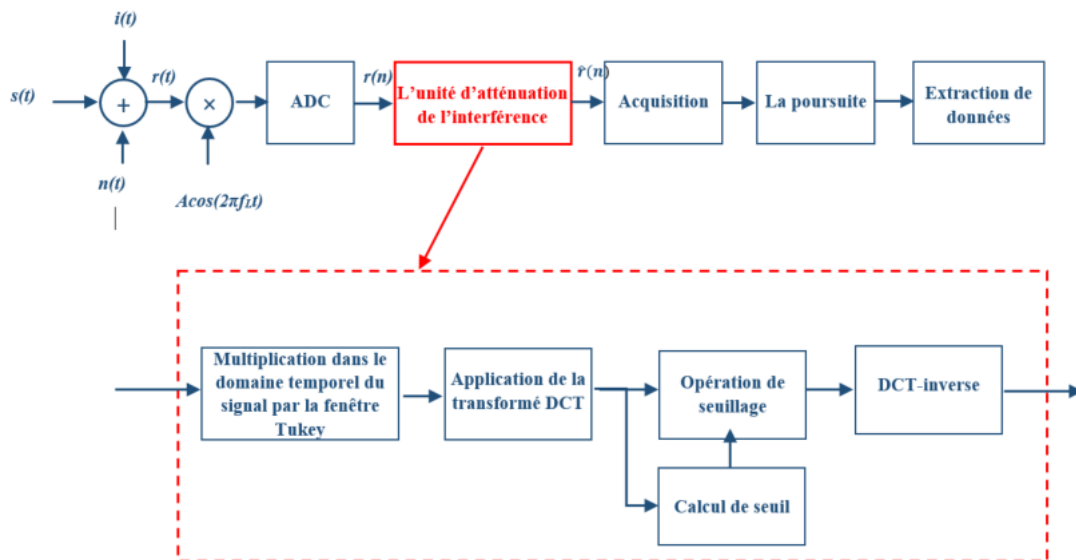 i(t)
s(t)
+
r(t)
×
n(t)
Acos(2πf_L t)
ADC
r(n)
L’unité d’atténuation
de l’interférence
r̂(n)
Acquisition
La poursuite
Extraction de
données
Multiplication dans le
domaine temporel du
signal par la fenêtre
Tukey
Application de la
transformé DCT
Opération de
seuillage
DCT-inverse
Calcul de seuil